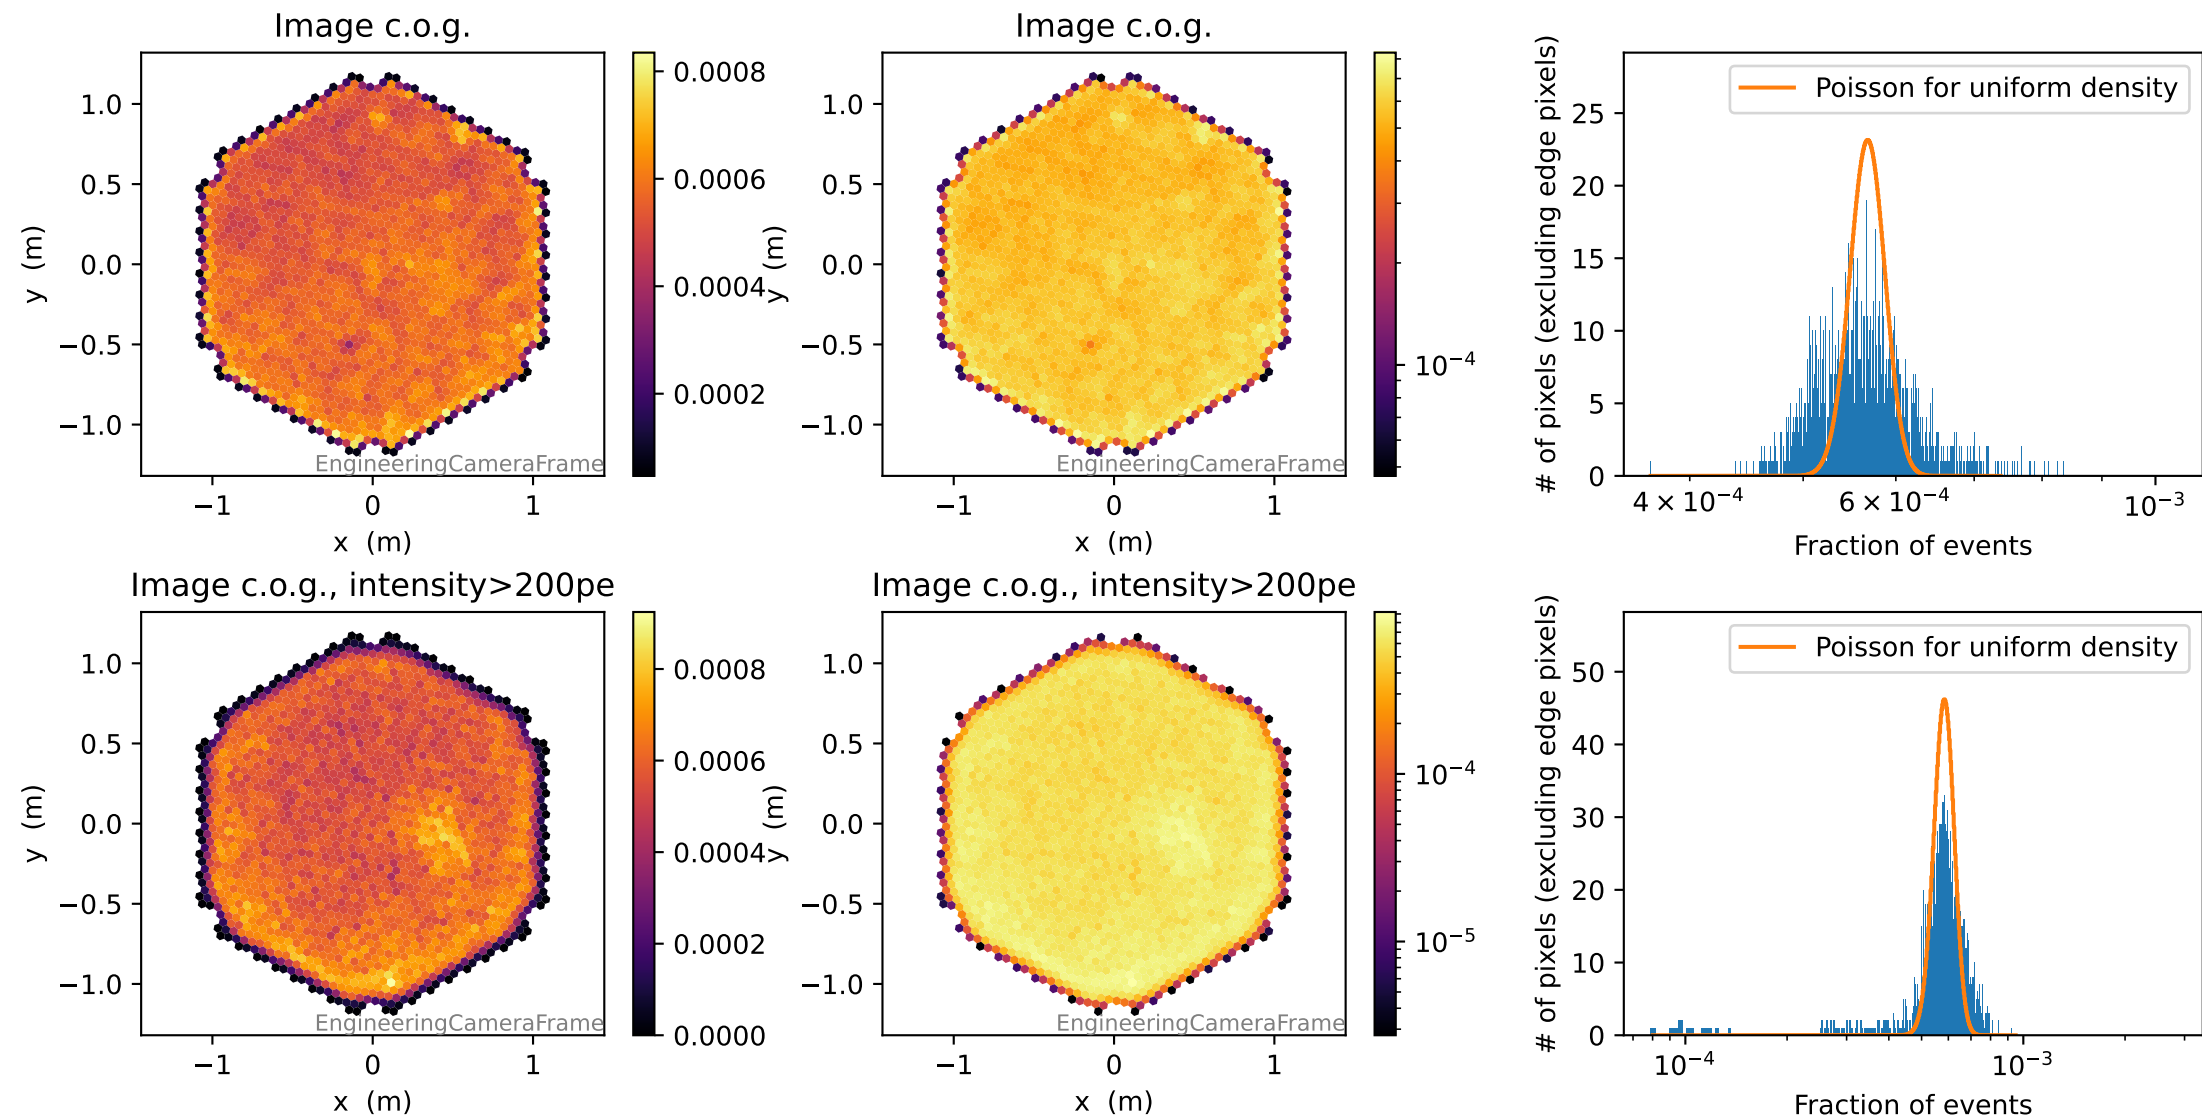 Image c.o.g.
1.0
0.5
0.0
−0.5
−1.0
y (m)
−1 0 1
x (m)
EngineeringCameraFrame
0.0008
0.0006
0.0004
0.0002
Image c.o.g.
y (m)
1.0
0.5
0.0
−0.5
−1.0
−1 0 1
x (m)
EngineeringCameraFrame
10⁻⁴
# of pixels (excluding edge pixels)
25
20
15
10
5
0
Poisson for uniform density
4 × 10⁻⁴ 6 × 10⁻⁴ 10⁻³
Fraction of events
Image c.o.g., intensity>200pe
1.0
0.5
0.0
−0.5
−1.0
y (m)
−1 0 1
x (m)
EngineeringCameraFrame
0.0008
0.0006
0.0004
0.0002
0.0000
Image c.o.g., intensity>200pe
y (m)
1.0
0.5
0.0
−0.5
−1.0
−1 0 1
x (m)
EngineeringCameraFrame
10⁻⁴
10⁻⁵
# of pixels (excluding edge pixels)
50
40
30
20
10
0
Poisson for uniform density
10⁻⁴ 10⁻³
Fraction of events